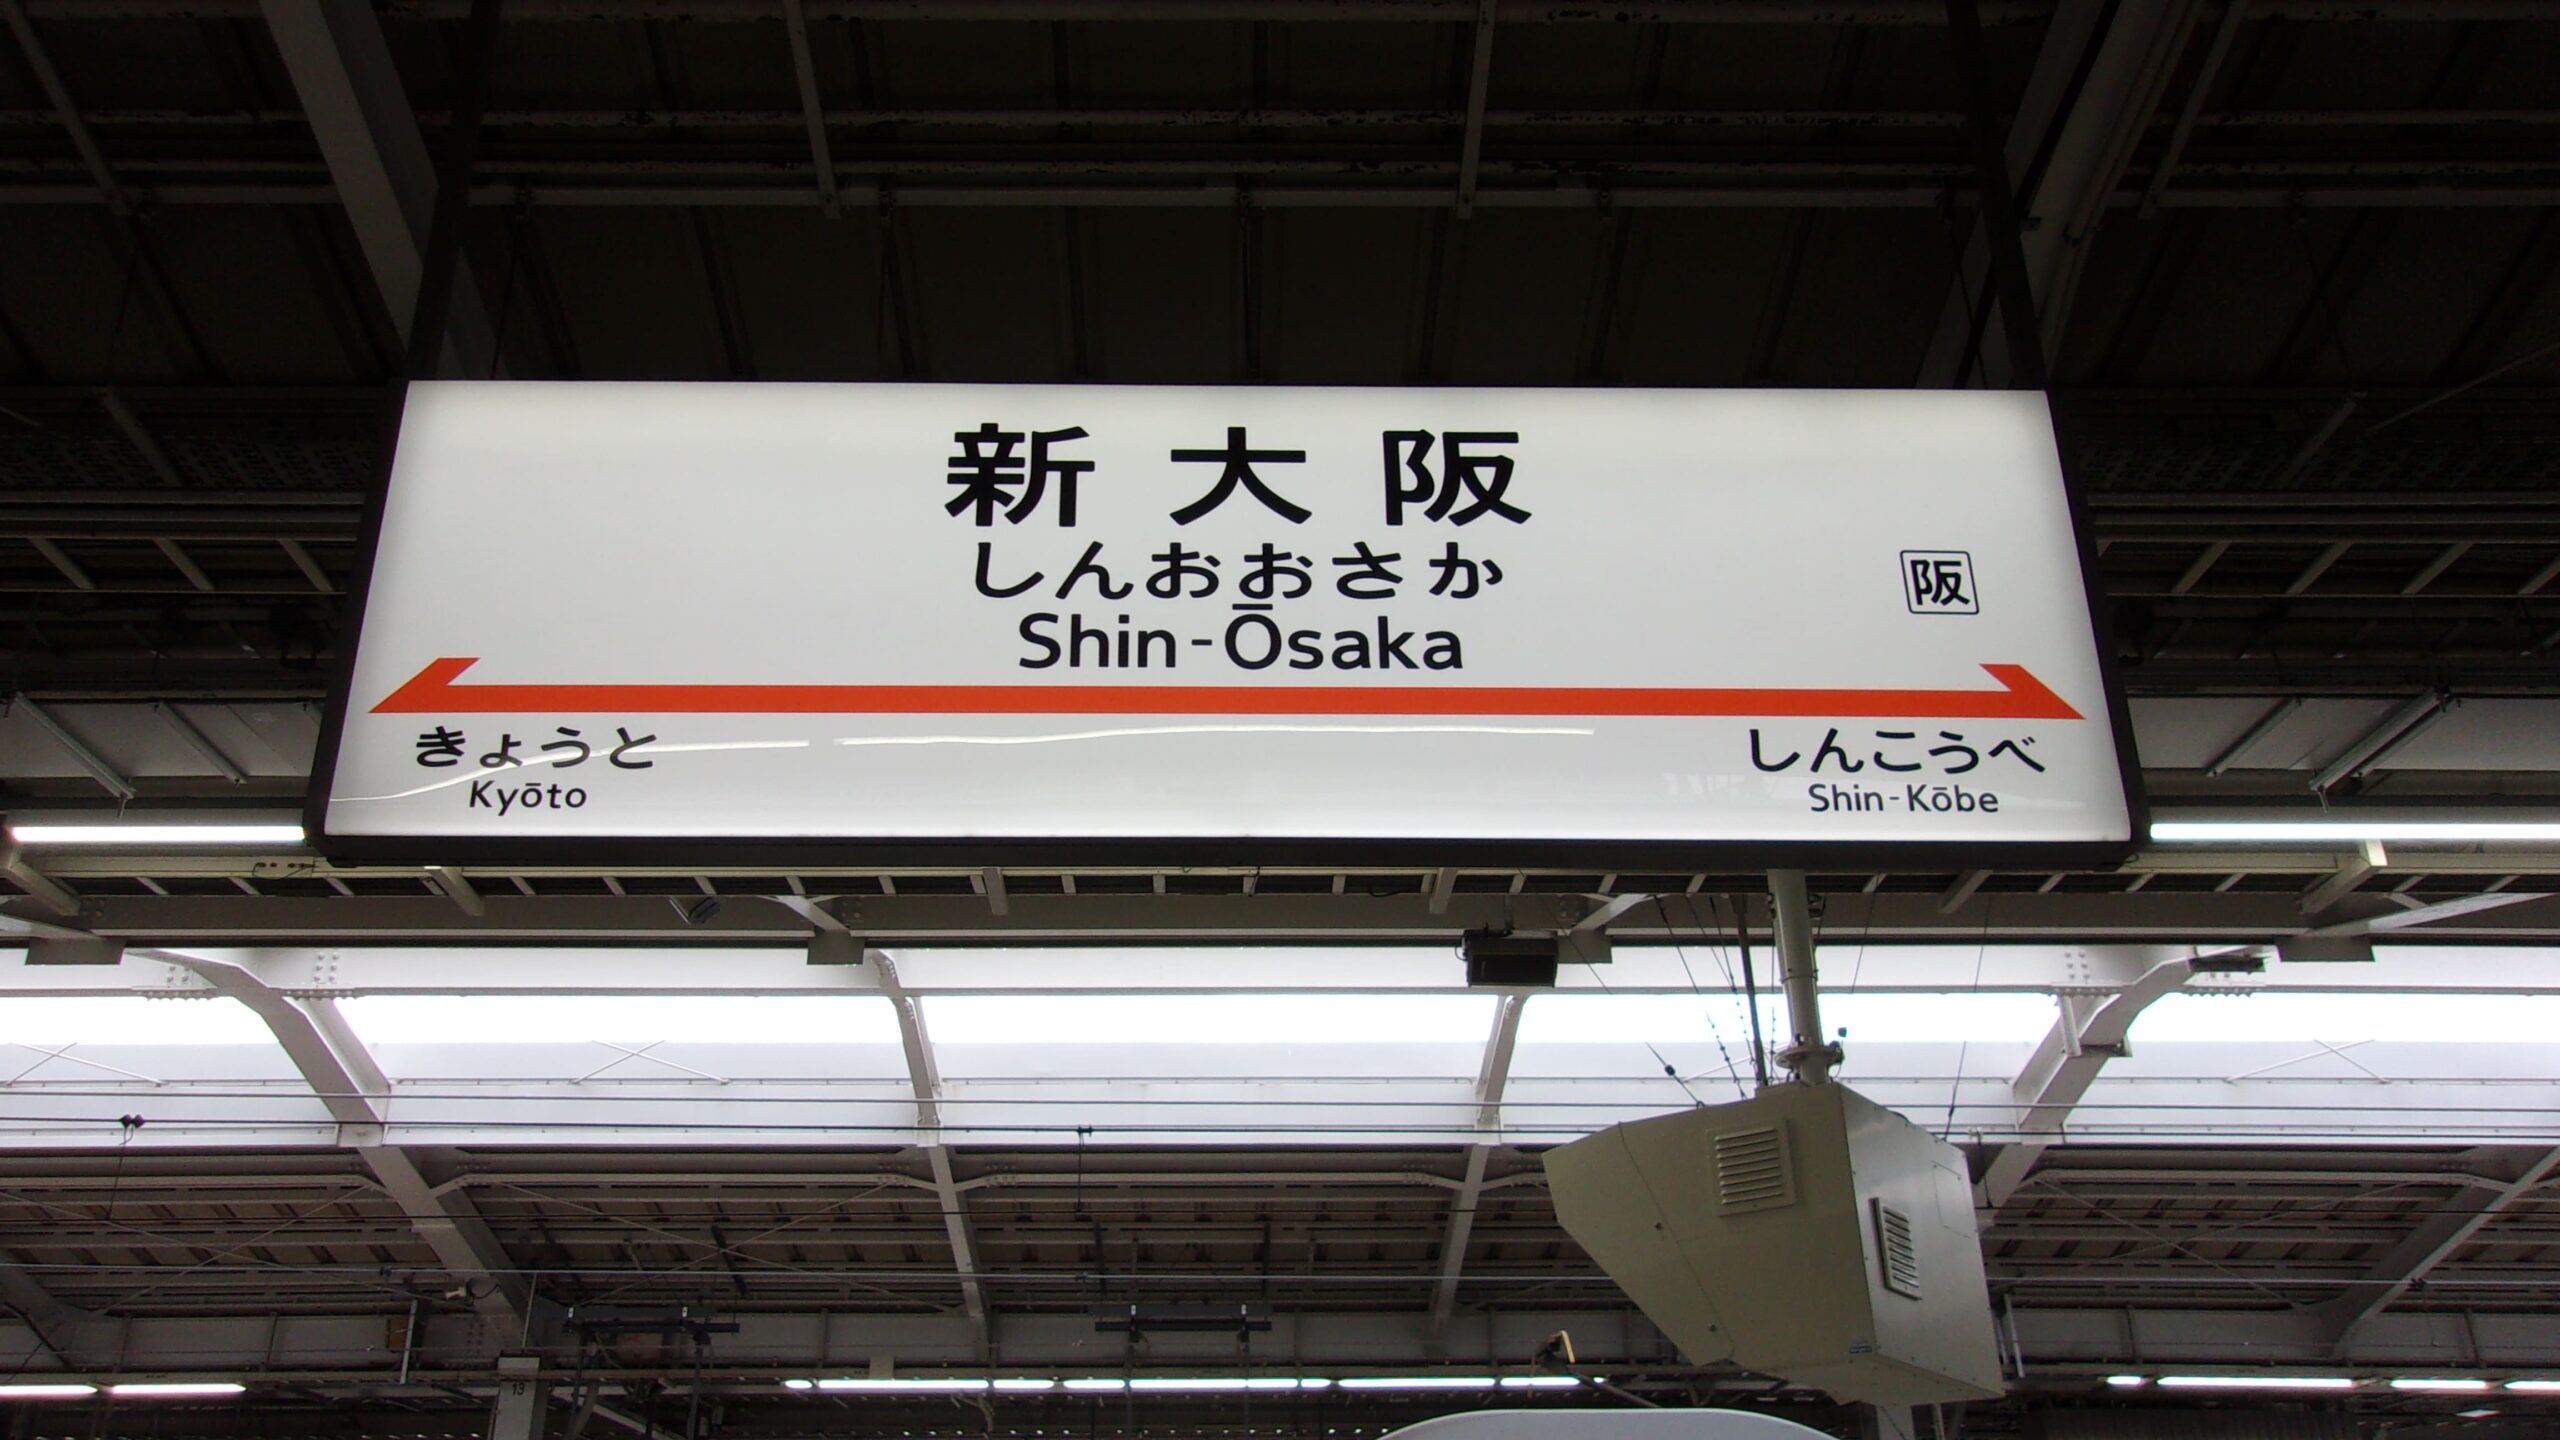 新大阪
しんおおさか
阪
Shin-Ōsaka
きょうと
Kyōto
しんこうべ
Shin-Kōbe
13